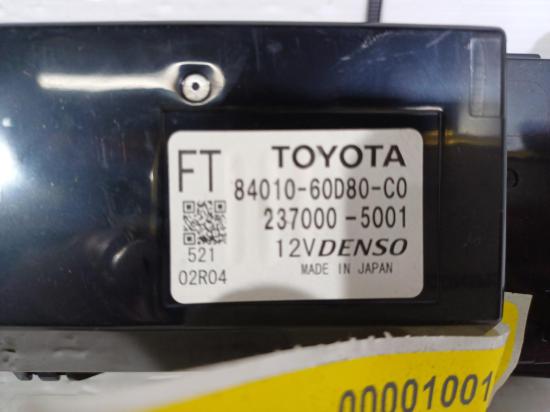 FT TOYOTA
84010-60D80-C0
237000-5001
521
12V DENSO
02R04
MADE IN JAPAN
00001001